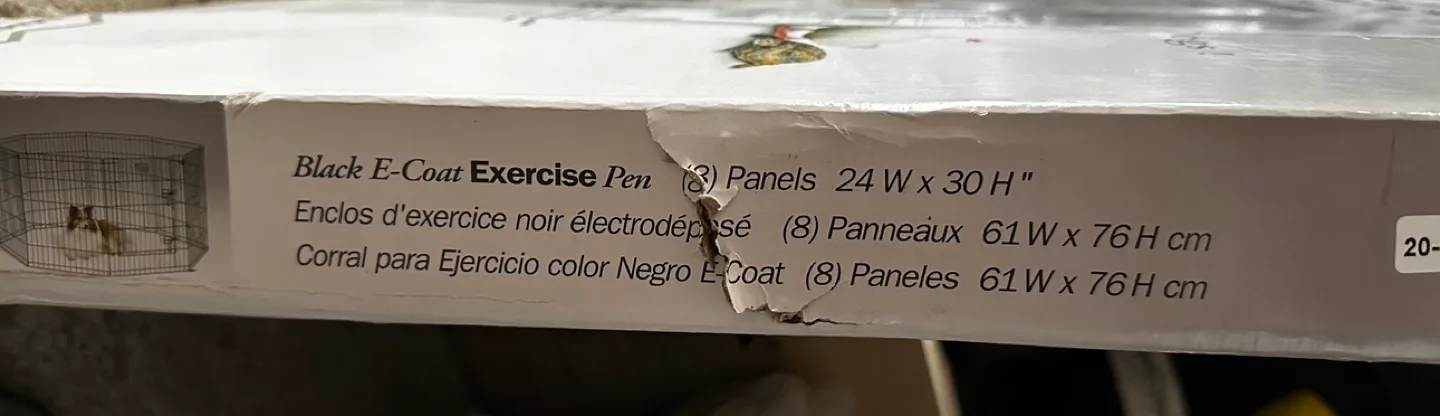 Black E-Coat Exercise Pen (8) Panels 24 W x 30 H "
Enclos d'exercice noir électrodéposé (8) Panneaux 61 W x 76 H cm
Corral para Ejercicio color Negro E-Coat (8) Paneles 61 W x 76 H cm
20-